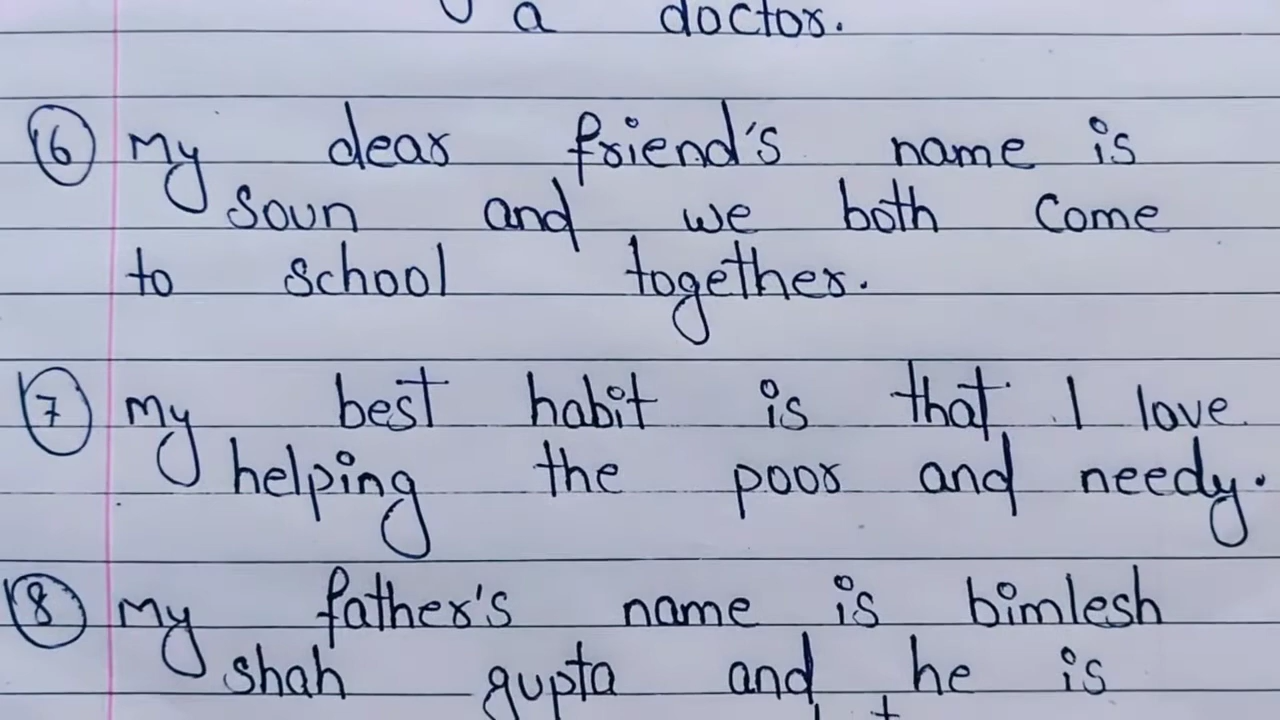 a doctor.
6 My dear friend's name is
soun and we both come
to school together.
7 My best habit is that I love
helping the poor and needy.
8 My father's name is bimlesh
shah gupta and he is